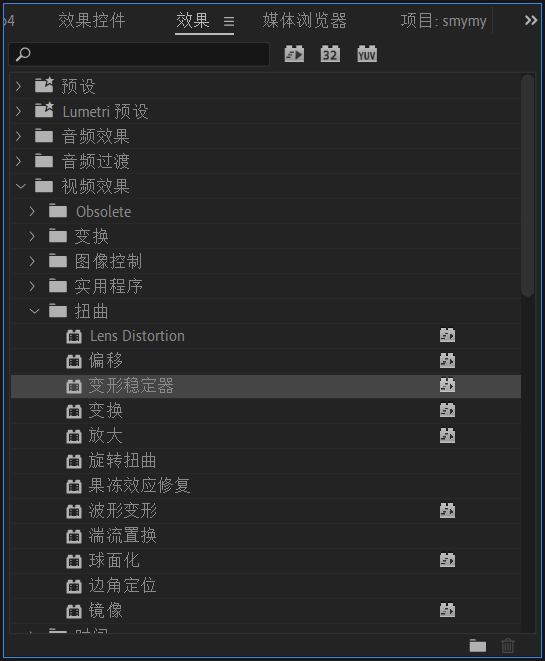 p4 效果控件 效果 媒体浏览器 项目: smymy
32 YUV
预设
Lumetri 预设
音频效果
音频过渡
视频效果
Obsolete
变换
图像控制
实用程序
扭曲
Lens Distortion
偏移
变形稳定器
变换
放大
旋转扭曲
果冻效应修复
波形变形
湍流置换
球面化
边角定位
镜像
时间